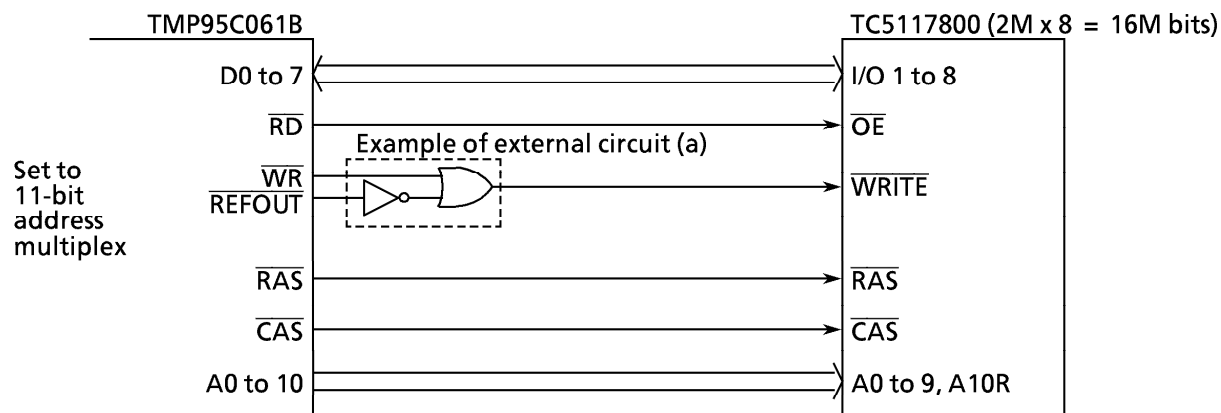 TMP95C061B
TC5117800 (2M x 8 = 16M bits)
D0 to 7
I/O 1 to 8
RD
OE
Example of external circuit (a)
Set to
11-bit
address
multiplex
WR
REFOUT
WRITE
RAS
RAS
CAS
CAS
A0 to 10
A0 to 9, A10R